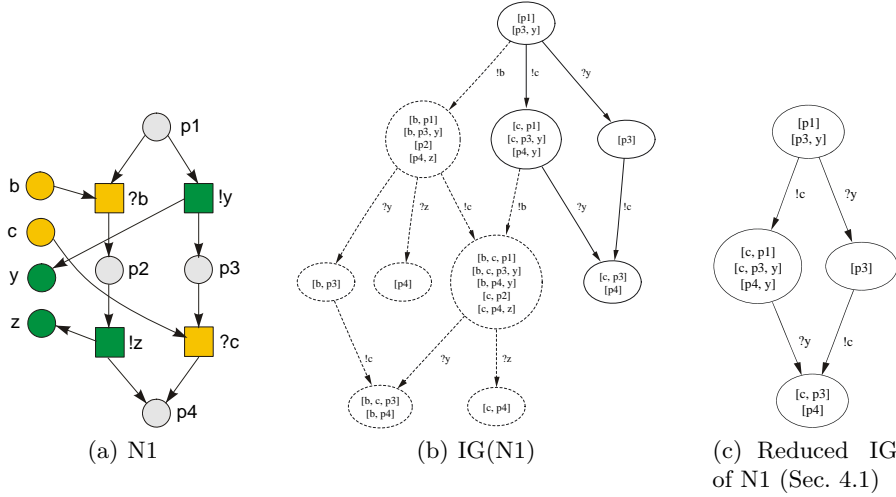 p1
b
?b
!y
c
y
p2
p3
z
!z
?c
p4
(a) N1
[p1]
[p3, y]
!b
!c
?y
[b, p1]
[b, p3, y]
[p2]
[p4, z]
[c, p1]
[c, p3, y]
[p4, y]
[p3]
?y
?z
!c
!b
?y
!c
[b, p3]
[p4]
[b, c, p1]
[b, c, p3, y]
[b, p4, y]
[c, p2]
[c, p4, z]
[c, p3]
[p4]
!c
?y
?z
[b, c, p3]
[b, p4]
[c, p4]
(b) IG(N1)
[p1]
[p3, y]
!c
?y
[c, p1]
[c, p3, y]
[p4, y]
[p3]
?y
!c
[c, p3]
[p4]
(c) Reduced IG
of N1 (Sec. 4.1)